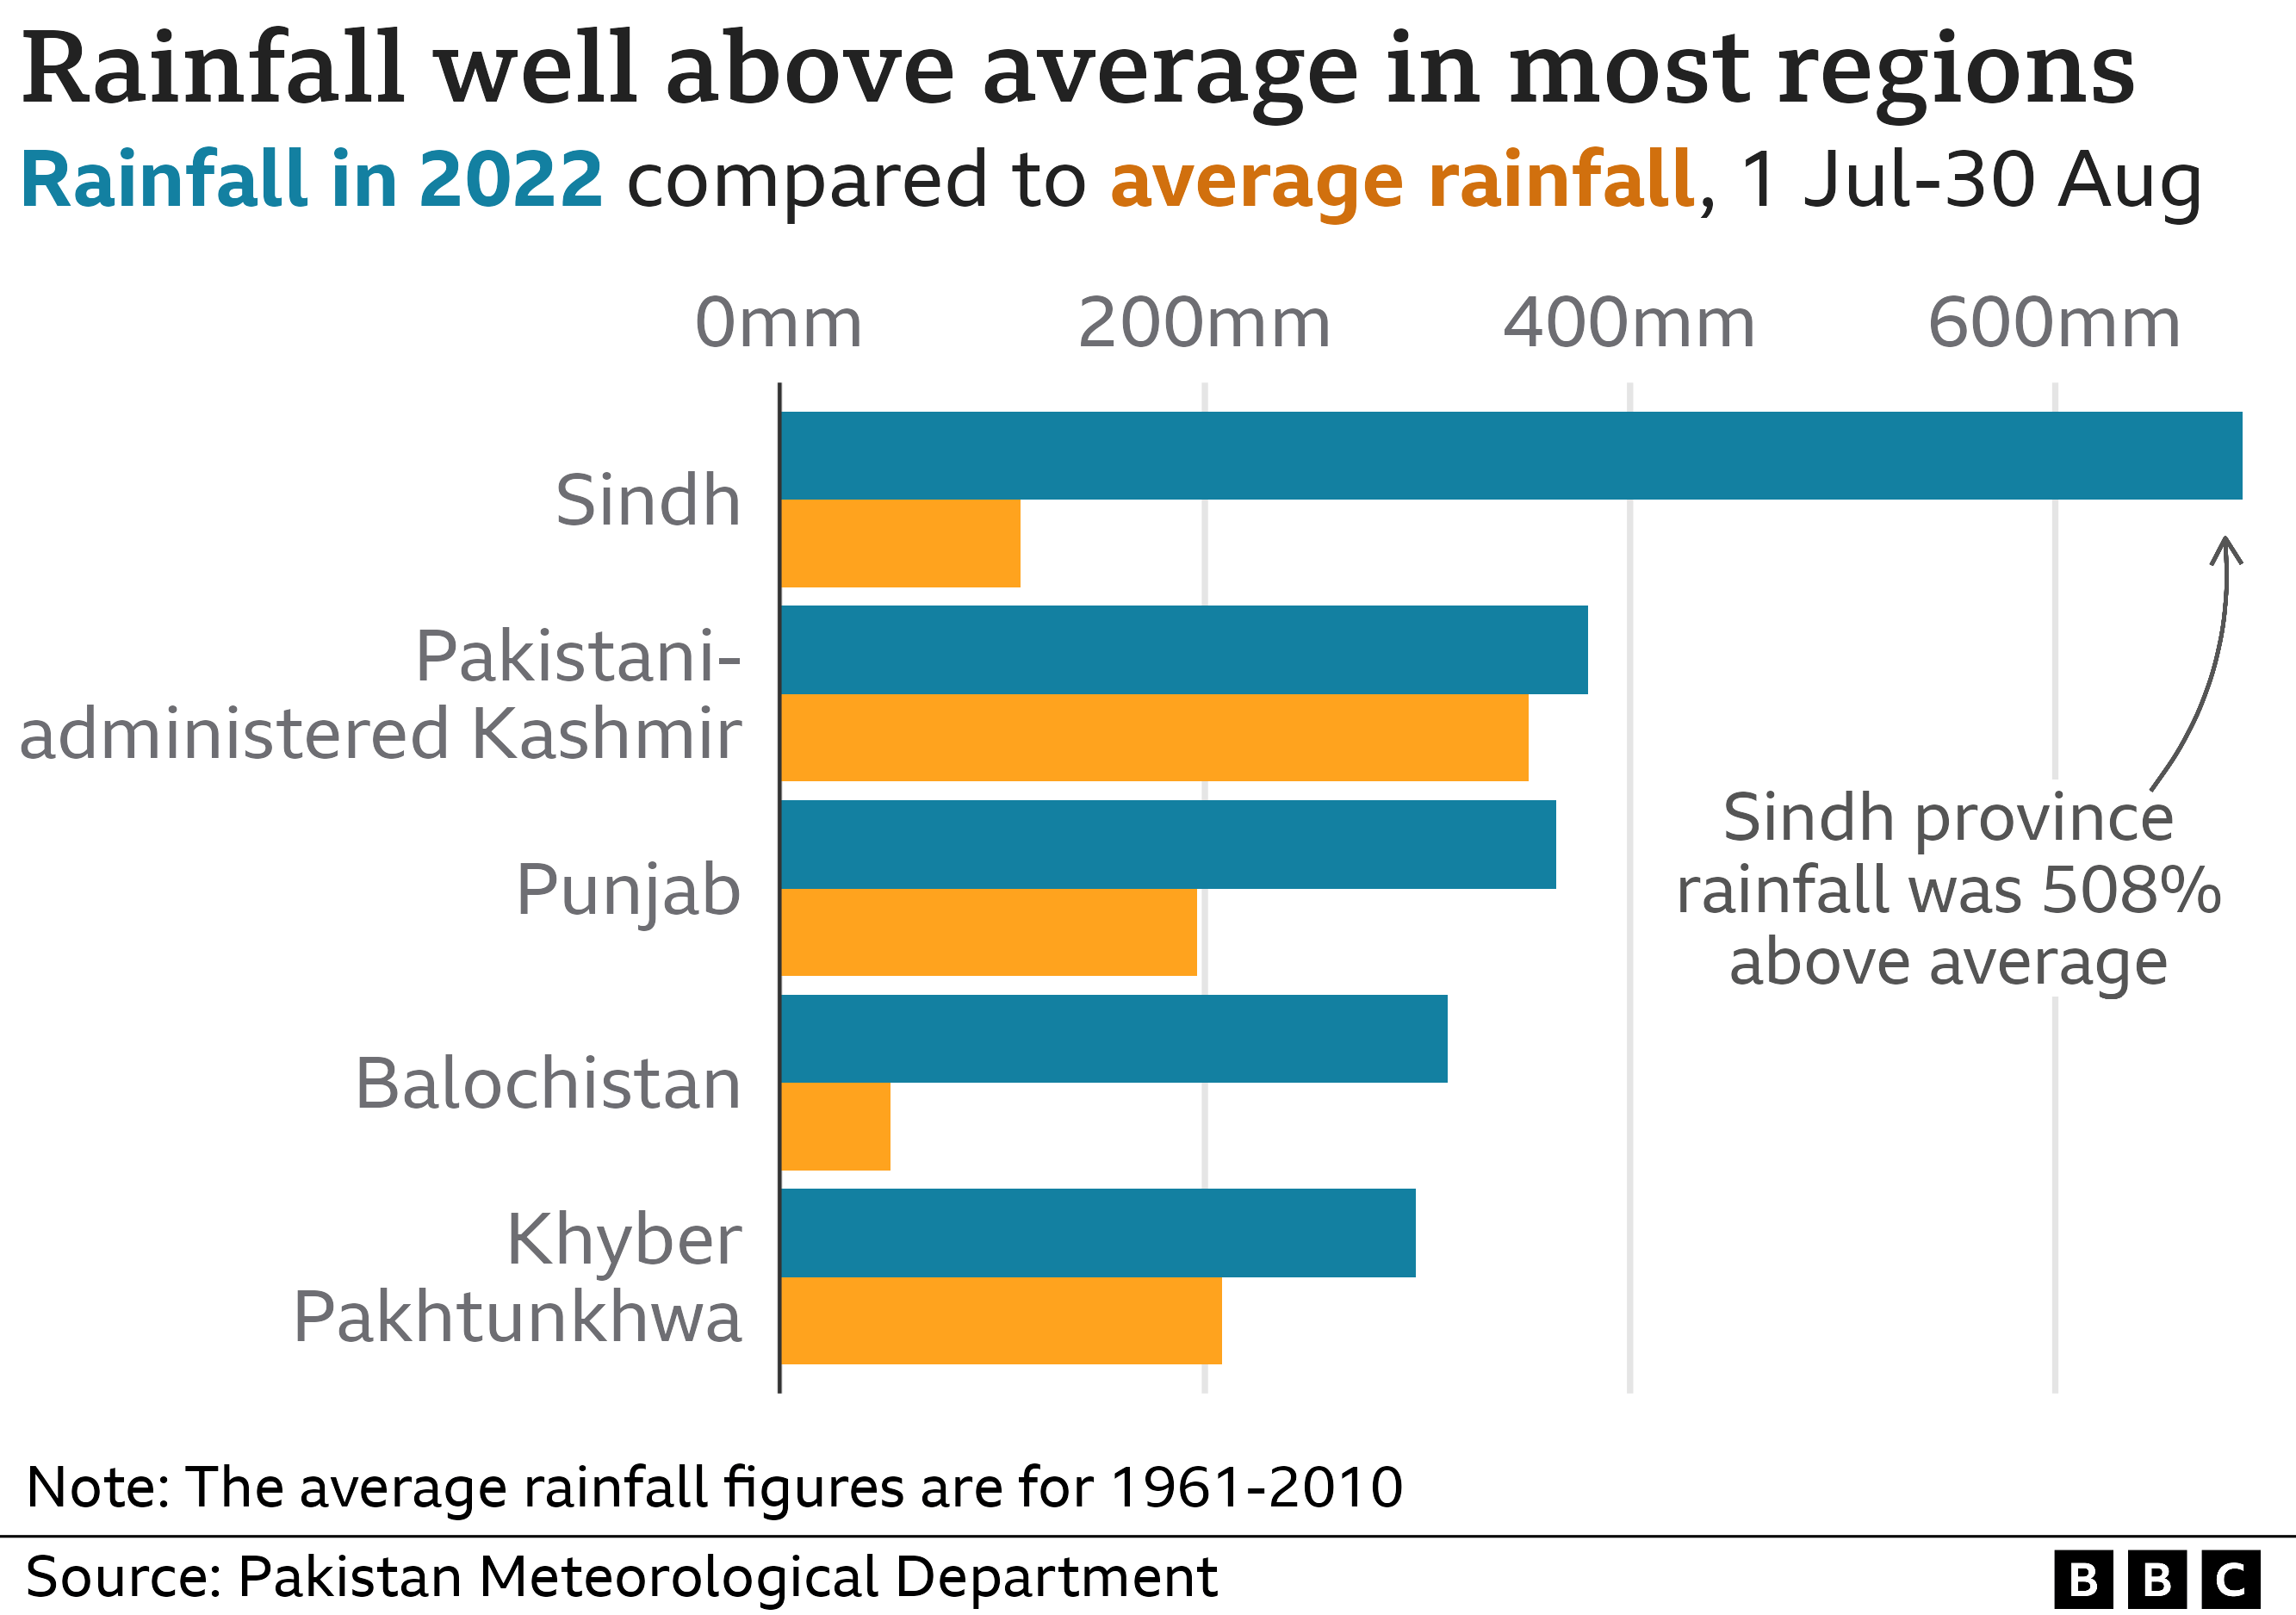 Rainfall well above average in most regions
Rainfall in 2022 compared to average rainfall, 1 Jul-30 Aug
0mm 200mm 400mm 600mm
Sindh
Pakistani-
administered Kashmir
Punjab
Balochistan
Khyber
Pakhtunkhwa
Sindh province
rainfall was 508%
above average
Note: The average rainfall figures are for 1961-2010
Source: Pakistan Meteorological Department
BBC